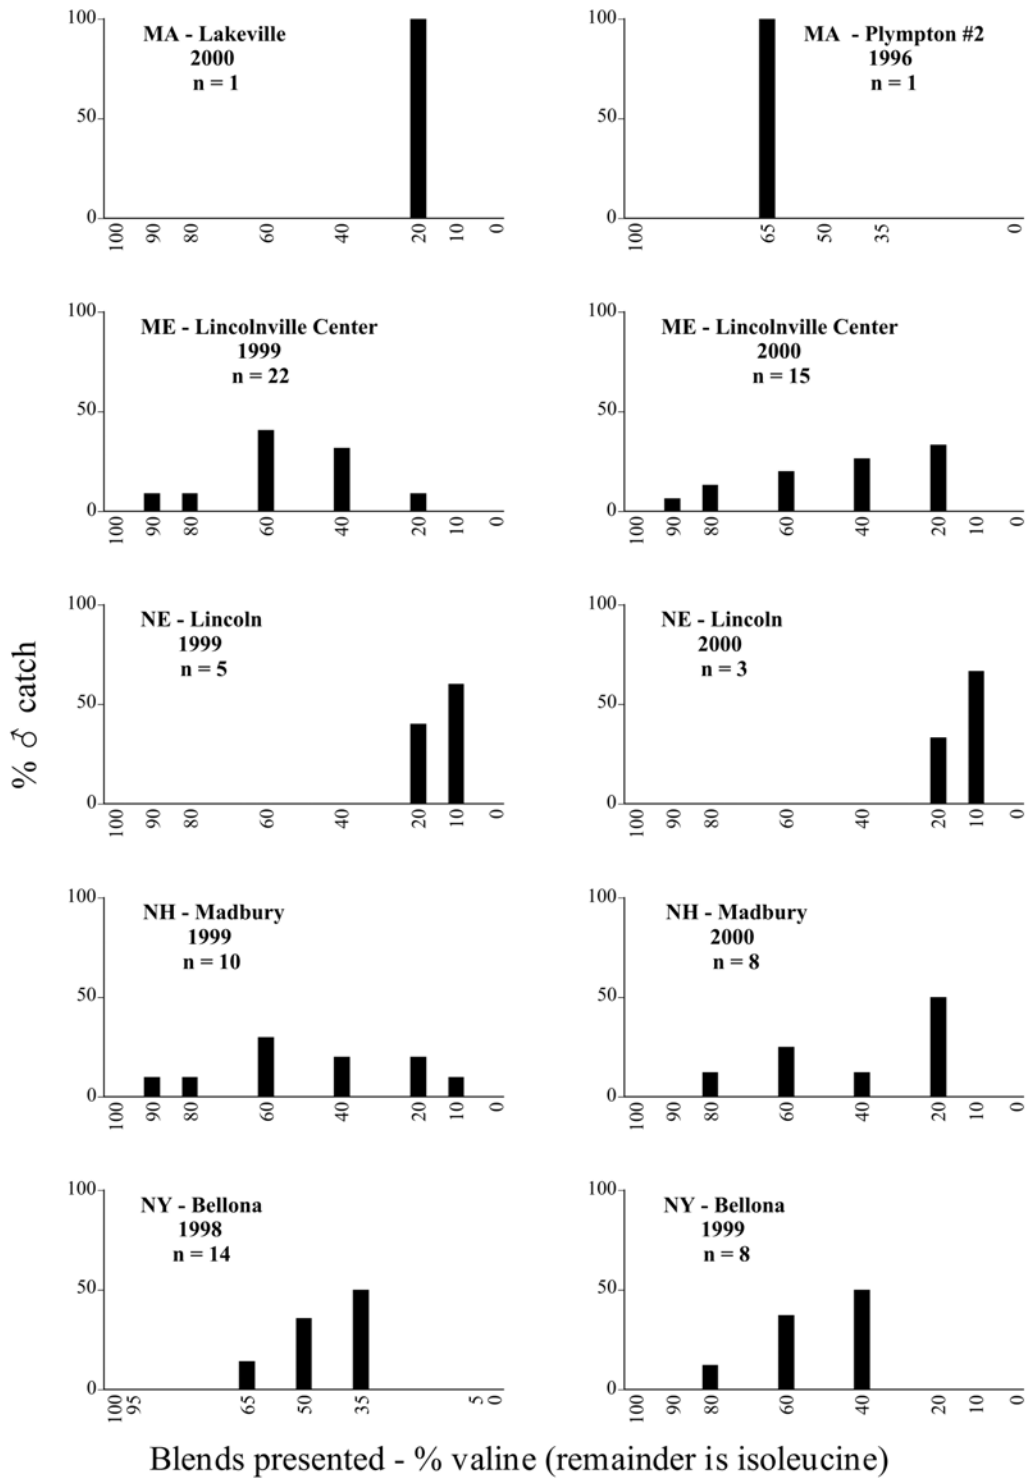 100
50
0
MA - Lakeville
2000
n = 1
100 90 80 60 40 20 10 0
100
50
0
MA - Plympton #2
1996
n = 1
100 65 50 35 0
100
50
0
ME - Lincolnville Center
1999
n = 22
100 90 80 60 40 20 10 0
100
50
0
ME - Lincolnville Center
2000
n = 15
100 90 80 60 40 20 10 0
100
50
0
NE - Lincoln
1999
n = 5
100 90 80 60 40 20 10 0
100
50
0
NE - Lincoln
2000
n = 3
100 90 80 60 40 20 10 0
100
50
0
NH - Madbury
1999
n = 10
100 90 80 60 40 20 10 0
100
50
0
NH - Madbury
2000
n = 8
100 90 80 60 40 20 10 0
100
50
0
NY - Bellona
1998
n = 14
100 95 65 50 35 5 0
100
50
0
NY - Bellona
1999
n = 8
100 90 80 60 40 20 10 0
% ♂ catch
Blends presented - % valine (remainder is isoleucine)